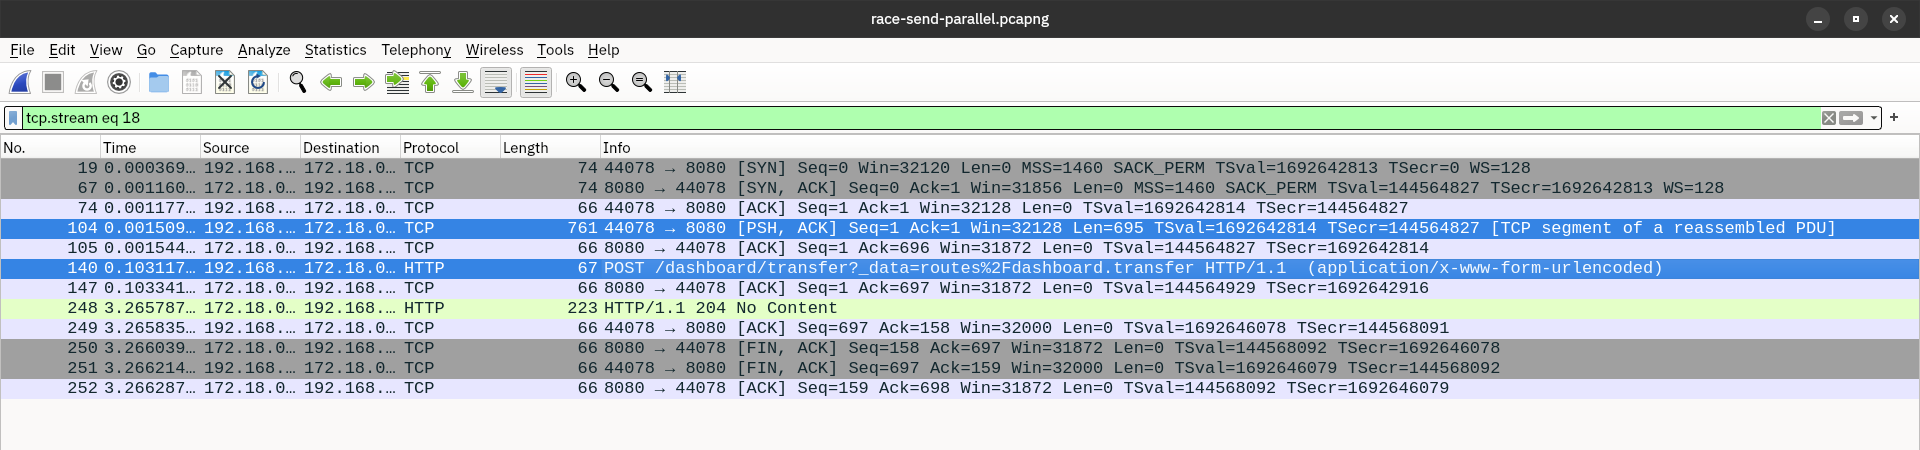 race-send-parallel.pcapng
File Edit View Go Capture Analyze Statistics Telephony Wireless Tools Help
tcp.stream eq 18
No. Time Source Destination Protocol Length Info
19 0.000369… 192.168.… 172.18.0… TCP 74 44078 → 8080 [SYN] Seq=0 Win=32120 Len=0 MSS=1460 SACK_PERM TSval=1692642813 TSecr=0 WS=128
67 0.001160… 172.18.0… 192.168.… TCP 74 8080 → 44078 [SYN, ACK] Seq=0 Ack=1 Win=31856 Len=0 MSS=1460 SACK_PERM TSval=144564827 TSecr=1692642813 WS=128
74 0.001177… 192.168.… 172.18.0… TCP 66 44078 → 8080 [ACK] Seq=1 Ack=1 Win=32128 Len=0 TSval=1692642814 TSecr=144564827
104 0.001509… 192.168.… 172.18.0… TCP 761 44078 → 8080 [PSH, ACK] Seq=1 Ack=1 Win=32128 Len=695 TSval=1692642814 TSecr=144564827 [TCP segment of a reassembled PDU]
105 0.001544… 172.18.0… 192.168.… TCP 66 8080 → 44078 [ACK] Seq=1 Ack=696 Win=31872 Len=0 TSval=144564827 TSecr=1692642814
140 0.103117… 192.168.… 172.18.0… HTTP 67 POST /dashboard/transfer?_data=routes%2Fdashboard.transfer HTTP/1.1 (application/x-www-form-urlencoded)
147 0.103341… 172.18.0… 192.168.… TCP 66 8080 → 44078 [ACK] Seq=1 Ack=697 Win=31872 Len=0 TSval=144564929 TSecr=1692642916
248 3.265787… 172.18.0… 192.168.… HTTP 223 HTTP/1.1 204 No Content
249 3.265835… 192.168.… 172.18.0… TCP 66 44078 → 8080 [ACK] Seq=697 Ack=158 Win=32000 Len=0 TSval=1692646078 TSecr=144568091
250 3.266039… 172.18.0… 192.168.… TCP 66 8080 → 44078 [FIN, ACK] Seq=158 Ack=697 Win=31872 Len=0 TSval=144568092 TSecr=1692646078
251 3.266214… 192.168.… 172.18.0… TCP 66 44078 → 8080 [FIN, ACK] Seq=697 Ack=159 Win=32000 Len=0 TSval=1692646079 TSecr=144568092
252 3.266287… 172.18.0… 192.168.… TCP 66 8080 → 44078 [ACK] Seq=159 Ack=698 Win=31872 Len=0 TSval=144568092 TSecr=1692646079